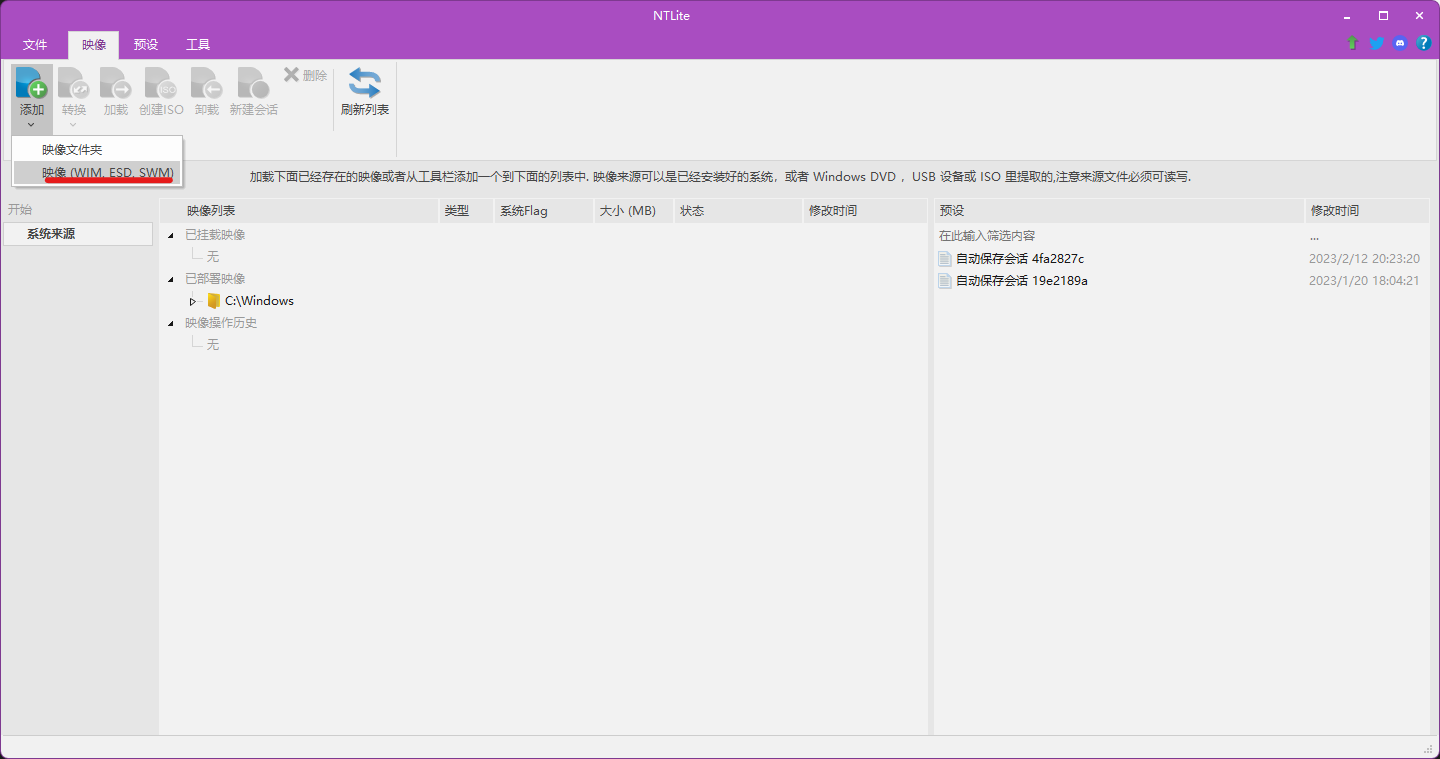 NTLite
文件 映像 预设 工具
添加 转换 加载 创建ISO 卸载 新建会话 删除 刷新列表
映像文件夹
映像 (WIM, ESD, SWM)
加载下面已经存在的映像或者从工具栏添加一个到下面的列表中. 映像来源可以是已经安装好的系统，或者 Windows DVD ，USB 设备或 ISO 里提取的,注意来源文件必须可读写.
开始
系统来源
映像列表 类型 系统Flag 大小 (MB) 状态 修改时间
已挂载映像
无
已部署映像
C:\Windows
映像操作历史
无
预设 修改时间
在此输入筛选内容 ...
自动保存会话 4fa2827c 2023/2/12 20:23:20
自动保存会话 19e2189a 2023/1/20 18:04:21